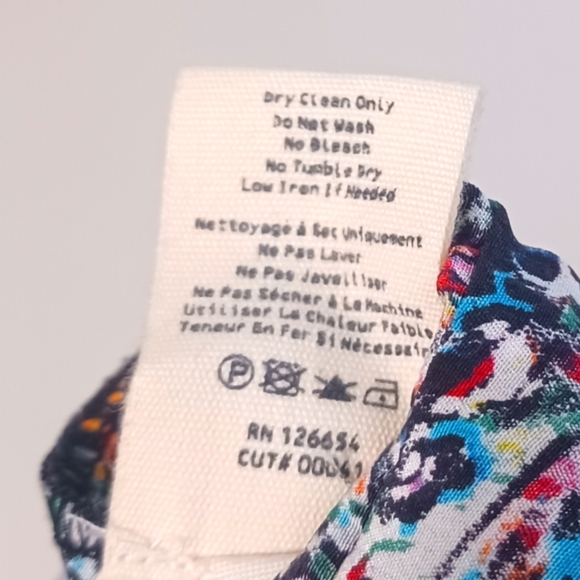 Dry Clean Only
Do Not Wash
No Bleach
No Tumble Dry
Low Iron If Needed
Nettoyage à Sec Uniquement
Ne Pas Laver
Ne Pas Javelliser
Ne Pas Sécher à La Machine
Utiliser La Chaleur Faible
Teneur En Fer Si Nécessair
P
RN 126654
CUT#